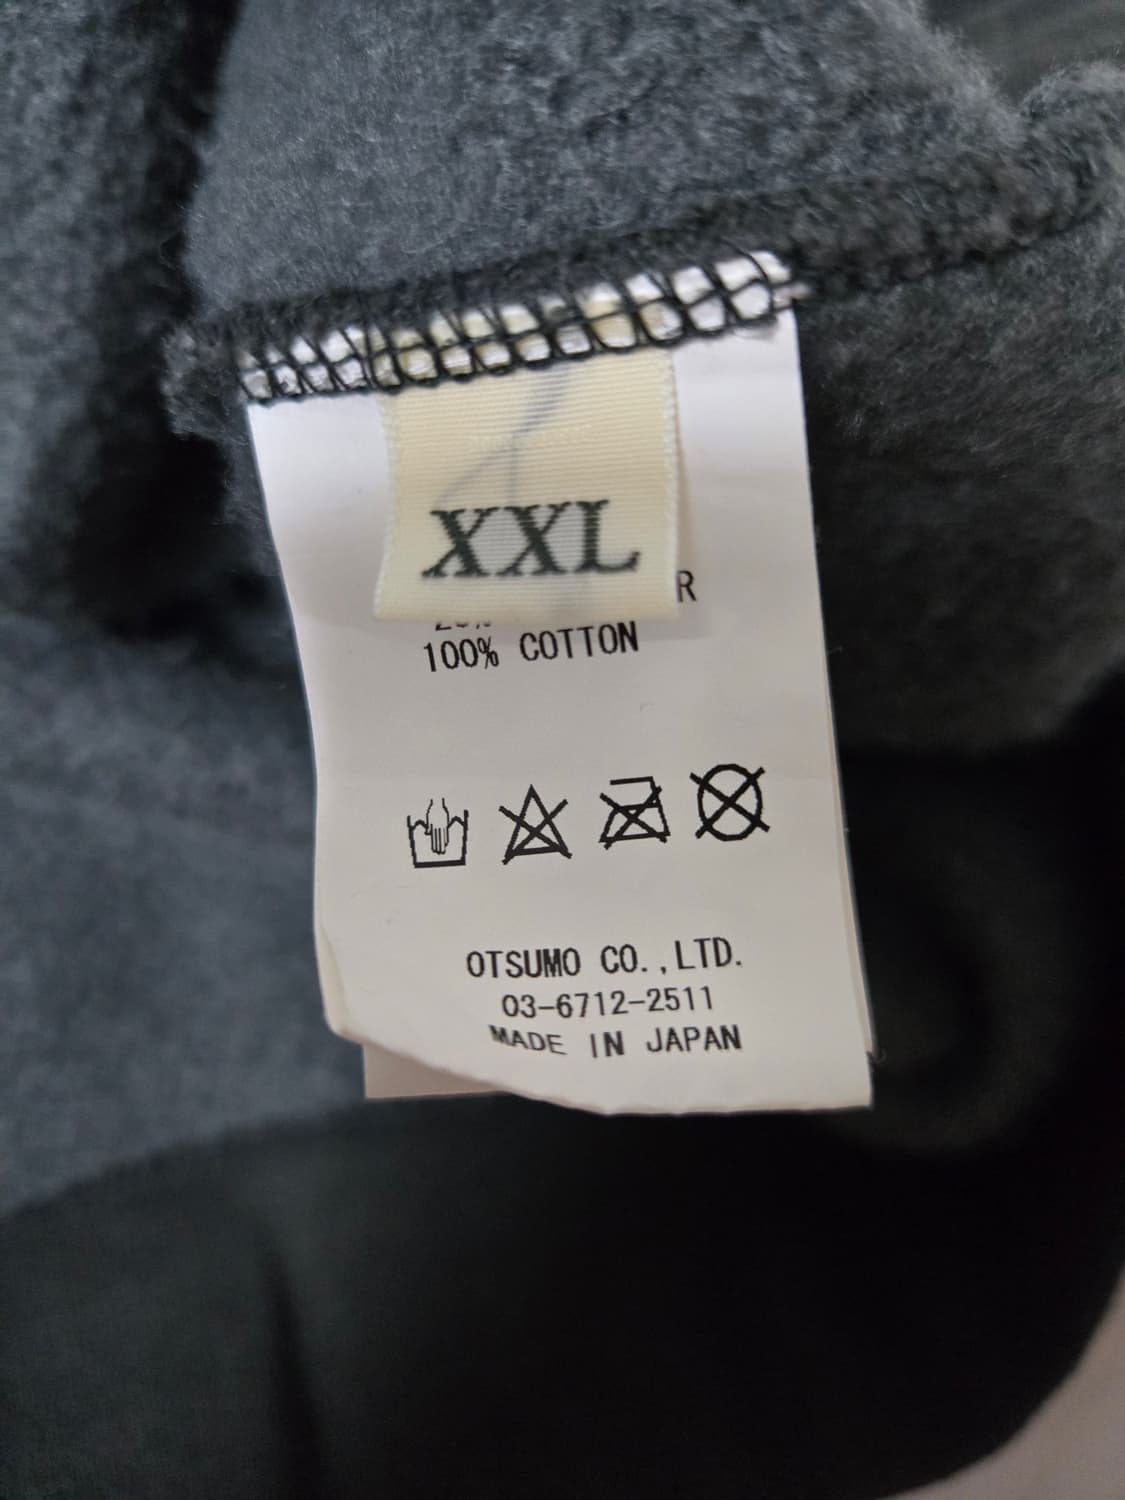 XXL
R
100% COTTON
OTSUMO CO.,LTD.
03-6712-2511
MADE IN JAPAN